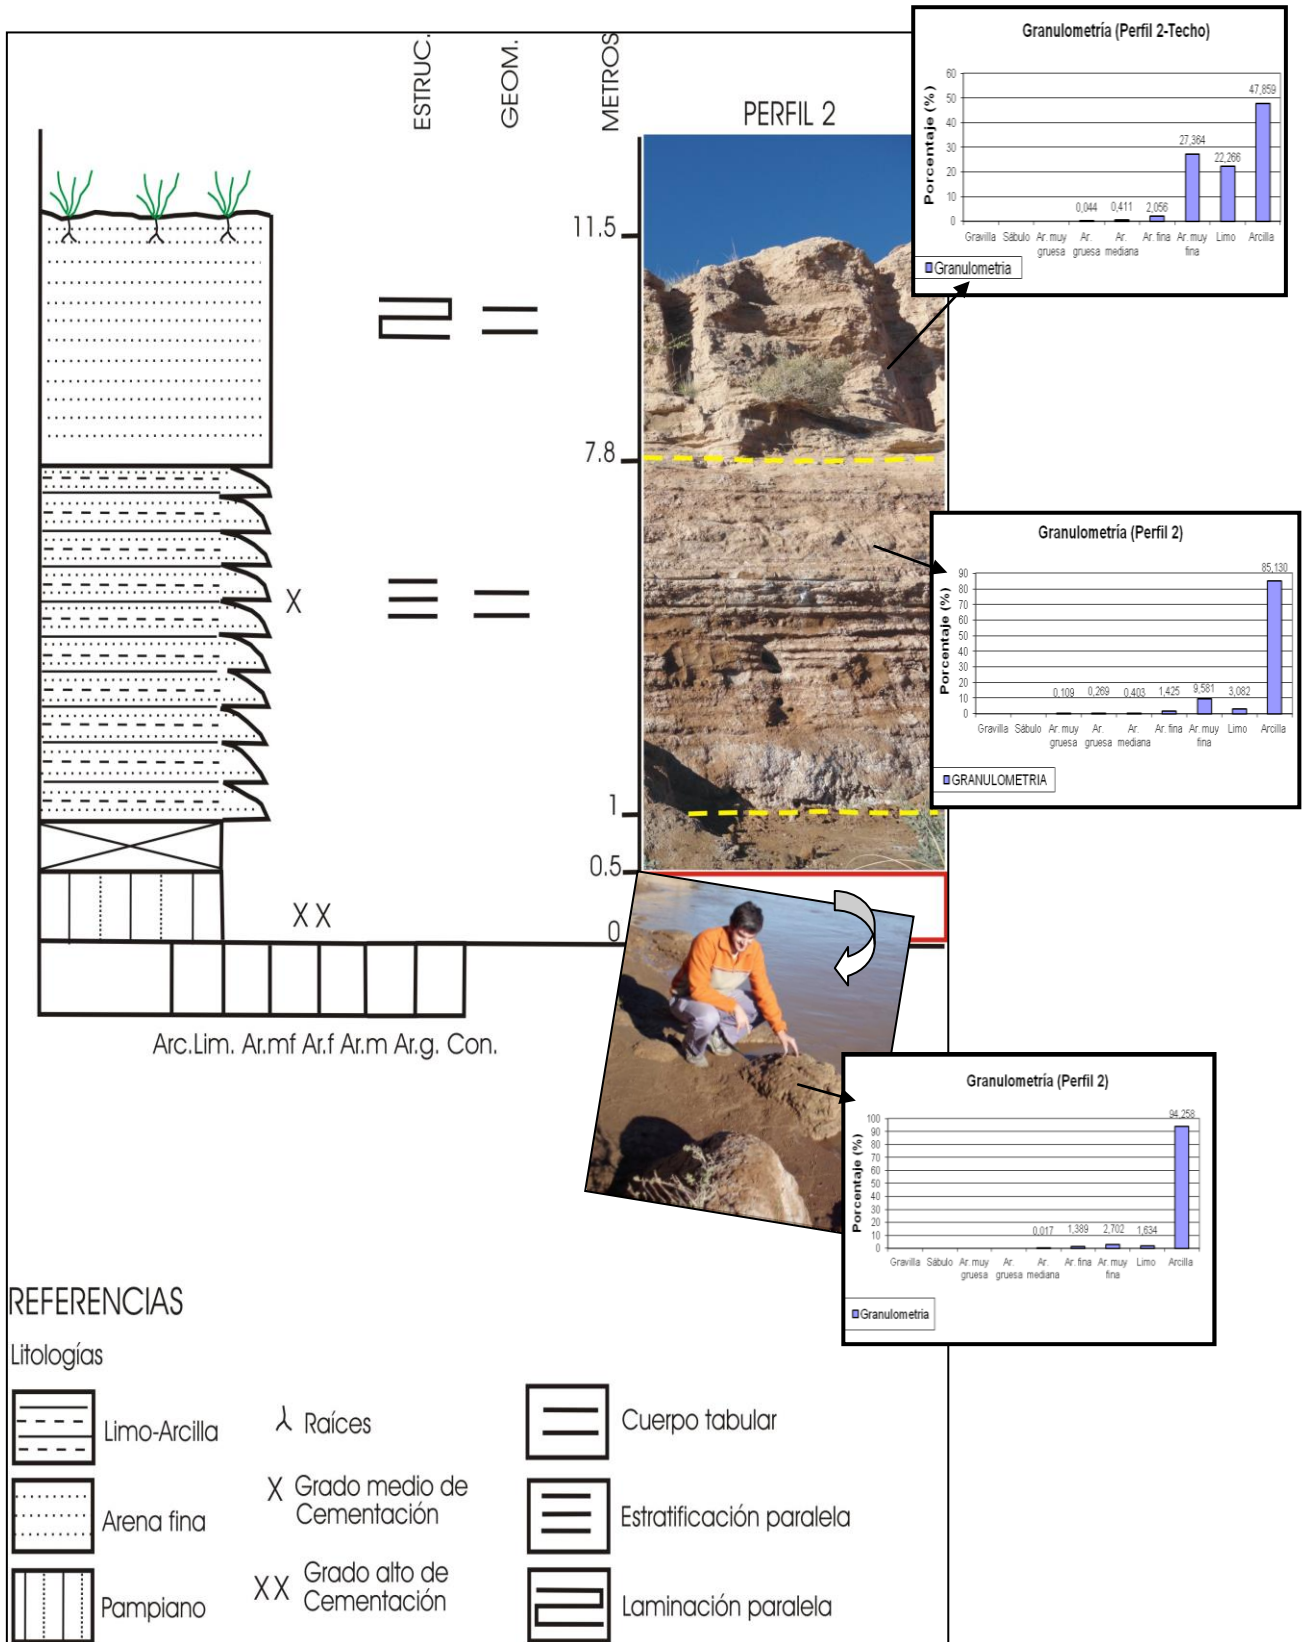 ESTRUC.
GEOM.
METROS
PERFIL 2
11.5
7.8
1
0.5
0
X
XX
Arc.Lim. Ar.mf Ar.f Ar.m Ar.g. Con.
Granulometría (Perfil 2-Techo)
Porcentaje (%)
60
50
40
30
20
10
0
0,044
0,411
2,056
27,364
22,266
47,859
Gravilla Sábulo Ar. muy gruesa Ar. gruesa Ar. mediana Ar. fina Ar. muy fina Limo Arcilla
Granulometria
Granulometría (Perfil 2)
Porcentaje (%)
90
80
70
60
50
40
30
20
10
0
0,109
0,269
0,403
1,425
9,581
3,082
85,130
Gravilla Sábulo Ar. muy gruesa Ar. gruesa Ar. mediana Ar. fina Ar. muy fina Limo Arcilla
GRANULOMETRIA
Granulometría (Perfil 2)
Porcentaje (%)
100
90
80
70
60
50
40
30
20
10
0
0,017
1,389
2,702
1,634
94,258
Gravilla Sábulo Ar. muy gruesa Ar. gruesa Ar. mediana Ar. fina Ar. muy fina Limo Arcilla
Granulometria
REFERENCIAS
Litologías
Limo-Arcilla
Arena fina
Pampiano
Raíces
X Grado medio de
Cementación
XX Grado alto de
Cementación
Cuerpo tabular
Estratificación paralela
Laminación paralela